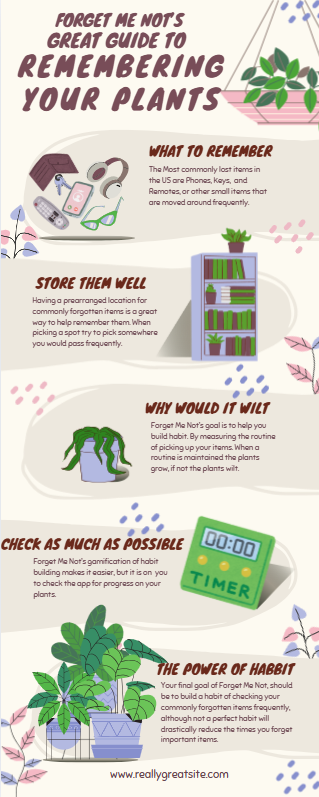 FORGET ME NOT'S
GREAT GUIDE TO
REMEMBERING
YOUR PLANTS
WHAT TO REMEMBER
The Most commonly lost items in
the US are Phones, Keys, and
Remotes, or other small items that
are moved around frequently.
STORE THEM WELL
Having a prearranged location for
commonly forgotten items is a great
way to help remember them. When
picking a spot try to pick somewhere
you would pass frequently.
WHY WOULD IT WILT
Forget Me Not's goal is to help you
build habit. By measuring the routine
of picking up your items. When a
routine is maintained the plants
grow, if not the plants wilt.
CHECK AS MUCH AS POSSIBLE
Forget Me Not's gamification of habit
building makes it easier, but it is on you
to check the app for progress on your
plants.
00:00
TIMER
THE POWER OF HABBIT
Your final goal of Forget Me Not, should
be to build a habit of checking your
commonly forgotten items frequently,
although not a perfect habit will
drastically reduce the times you forget
important items.
www.reallygreatsite.com